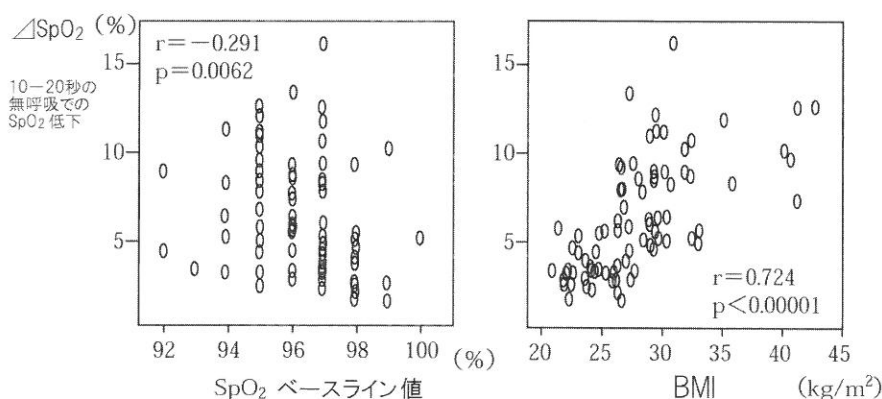 ⊿SpO₂ (%)
10−20秒の
無呼吸での
SpO₂ 低下
15
10
5
r=−0.291
p=0.0062
92 94 96 98 100 (%)
SpO₂ ベースライン値
15
10
5
r=0.724
p<0.00001
20 25 30 35 40 45
BMI (kg/m²)